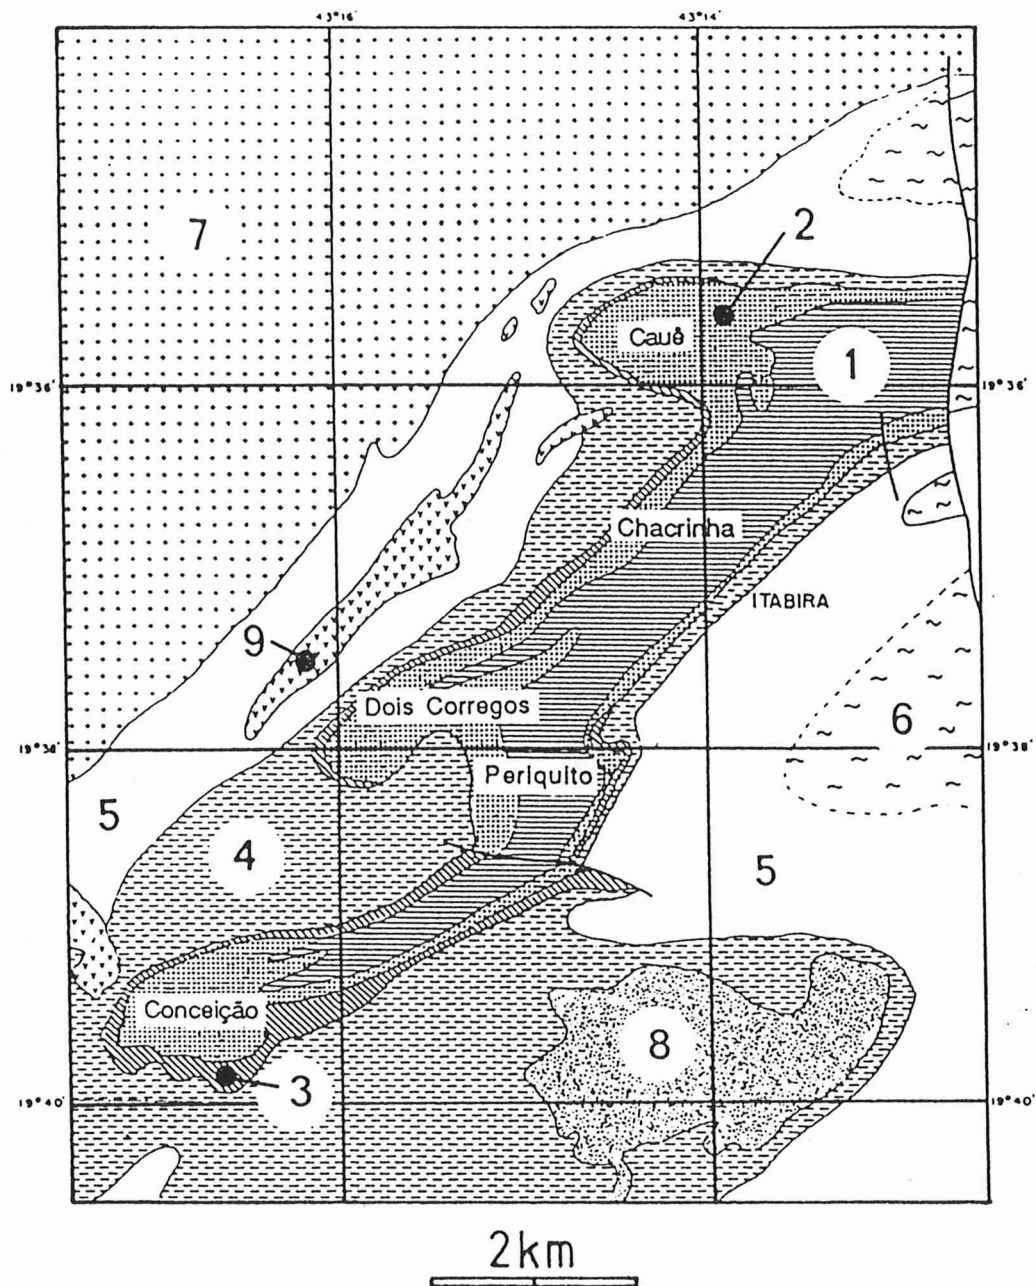 43°16' 43°14'
7
2
Cauê
1
19°36' 19°36'
Chacrinha
ITABIRA
9
Dois Corregos
6
19°38' 19°38'
Periquito
5
4
5
Conceição
8
3
19°40' 19°40'
2km